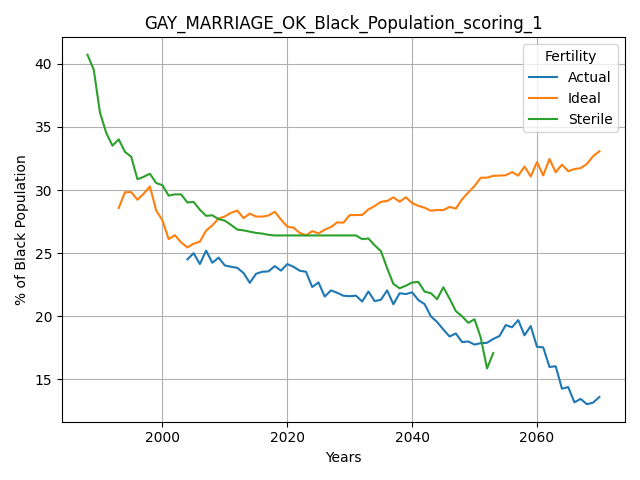 GAY_MARRIAGE_OK_Black_Population_scoring_1
% of Black Population
40
35
30
25
20
15
Fertility
Actual
Ideal
Sterile
2000
2020
2040
2060
Years